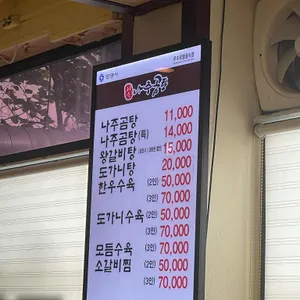 나주곰탕 11,000
나주곰탕(특) 14,000
왕갈비탕 15,000
도가니탕 20,000
한우수육 (2인) 50,000
(3인) 70,000
도가니수육 (2인) 50,000
(3인) 70,000
모듬수육 (3인) 70,000
소갈비찜 (2인) 50,000
(3인) 70,000